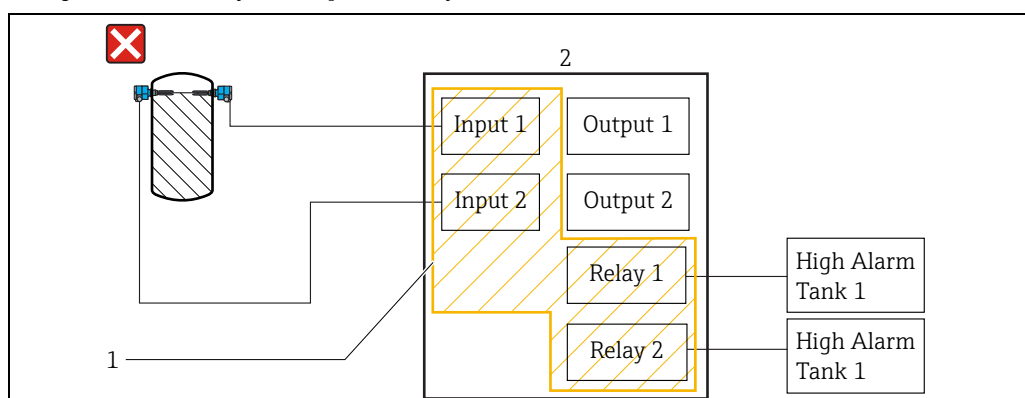 2
Input 1
Output 1
Input 2
Output 2
Relay 1
High Alarm
Tank 1
Relay 2
High Alarm
Tank 1
1